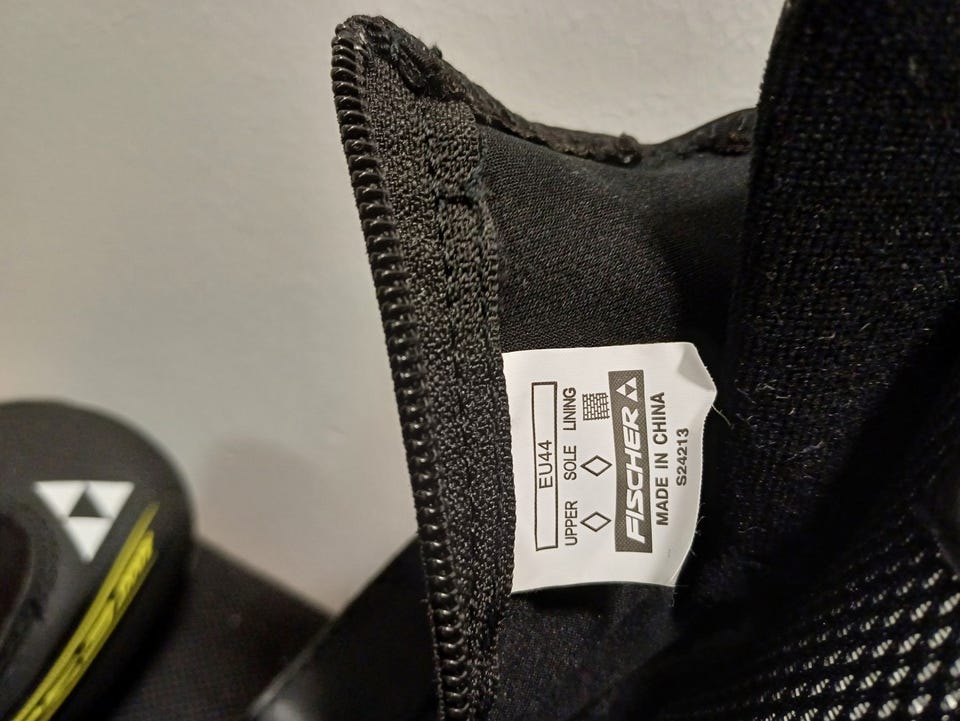 EU44
UPPER SOLE LINING
FISCHER
MADE IN CHINA
S24213